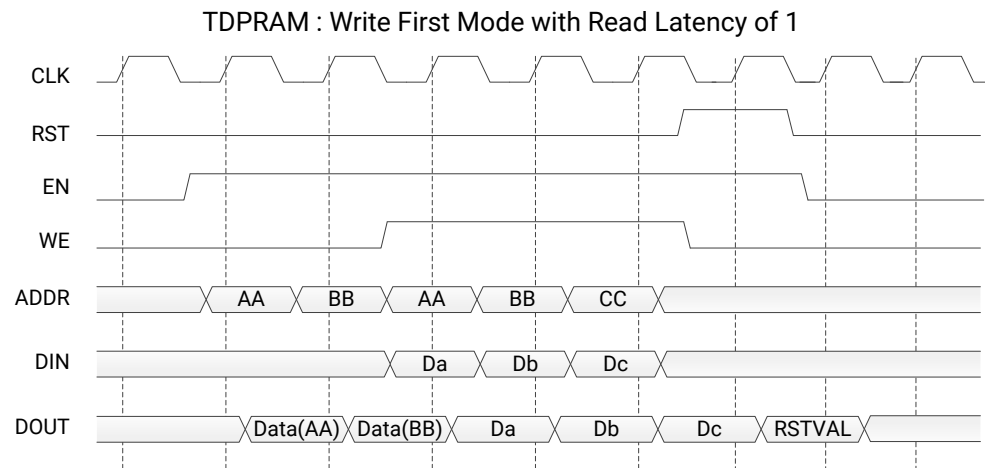 TDPRAM : Write First Mode with Read Latency of 1
CLK
RST
EN
WE
ADDR AA BB AA BB CC
DIN Da Db Dc
DOUT Data(AA) Data(BB) Da Db Dc RSTVAL